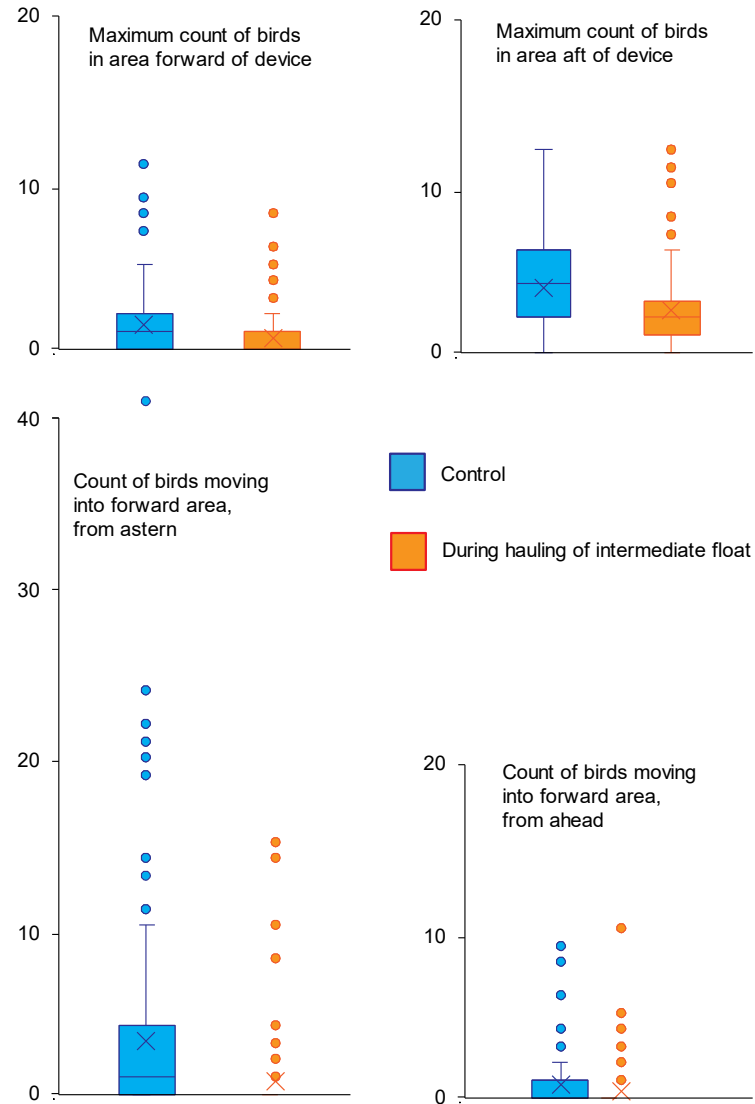 20
Maximum count of birds
in area forward of device
10
0
20
Maximum count of birds
in area aft of device
10
0
40
Count of birds moving
into forward area,
from astern
30
20
10
0
Control
During hauling of intermediate float
20
Count of birds moving
into forward area,
from ahead
10
0